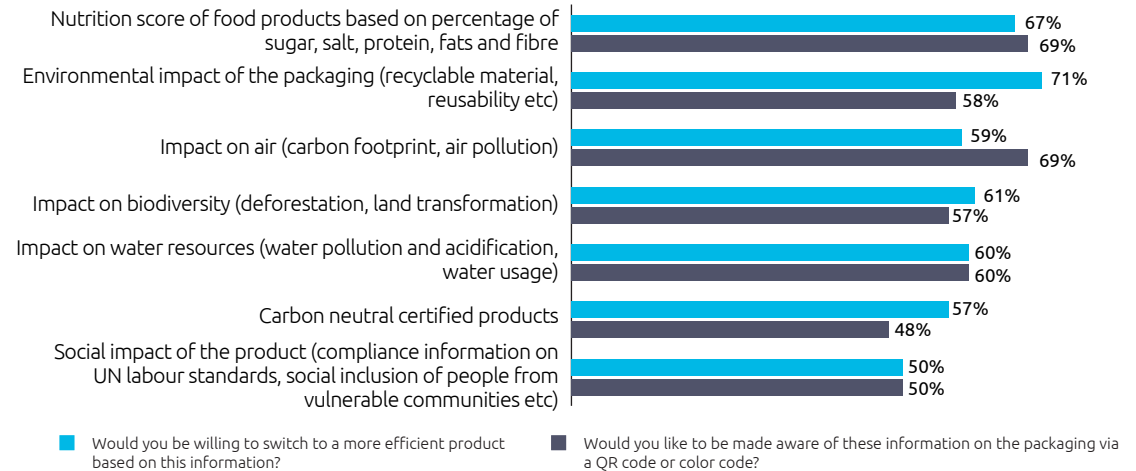 Nutrition score of food products based on percentage of
sugar, salt, protein, fats and fibre
67%
69%
Environmental impact of the packaging (recyclable material,
reusability etc)
71%
58%
Impact on air (carbon footprint, air pollution)
59%
69%
Impact on biodiversity (deforestation, land transformation)
61%
57%
Impact on water resources (water pollution and acidification,
water usage)
60%
60%
Carbon neutral certified products
57%
48%
Social impact of the product (compliance information on
UN labour standards, social inclusion of people from
vulnerable communities etc)
50%
50%
Would you be willing to switch to a more efficient product
based on this information?
Would you like to be made aware of these information on the packaging via
a QR code or color code?